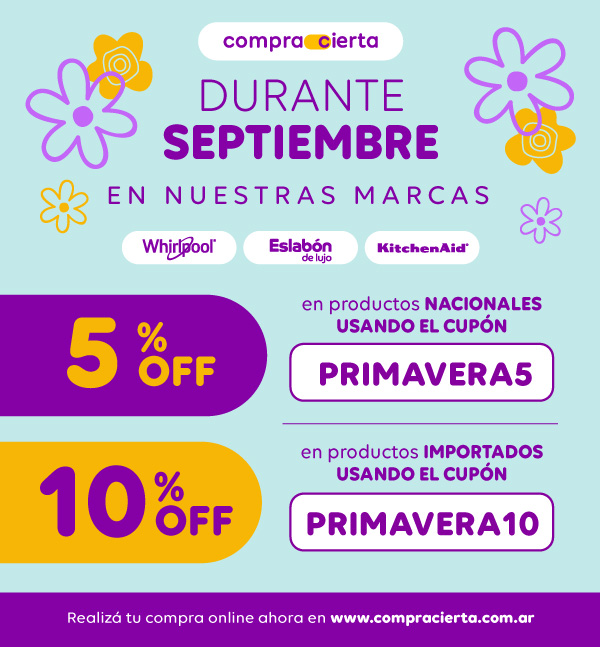 compra cierta
DURANTE
SEPTIEMBRE
EN NUESTRAS MARCAS
Whirlpool® Eslabón de lujo KitchenAid®
5% OFF
en productos NACIONALES
USANDO EL CUPÓN
PRIMAVERA5
10% OFF
en productos IMPORTADOS
USANDO EL CUPÓN
PRIMAVERA10
Realizá tu compra online ahora en www.compracierta.com.ar